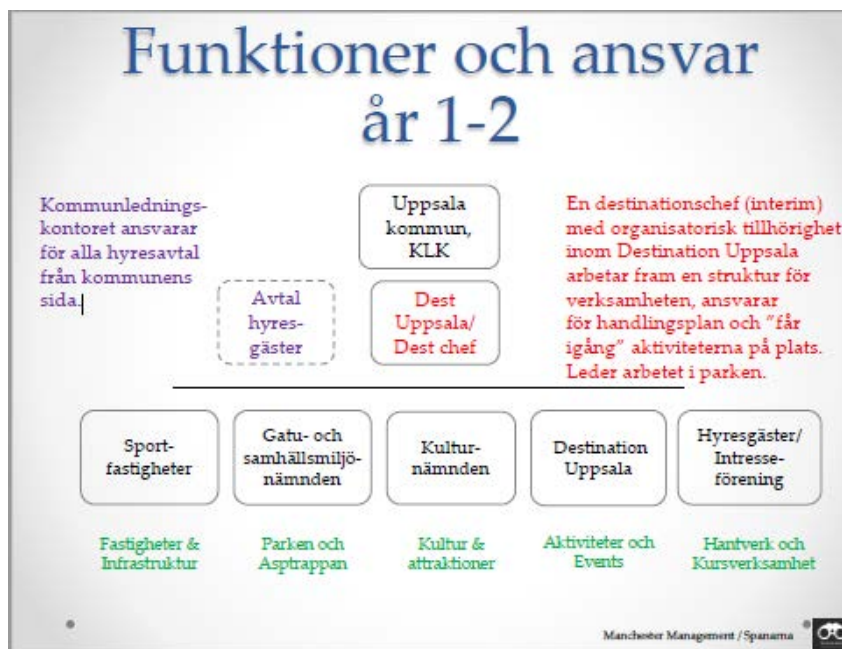 Funktioner och ansvar
år 1-2
Kommunlednings-
kontoret ansvarar
för alla hyresavtal
från kommunens
sida.
Uppsala
kommun,
KLK
En destinationschef (interim)
med organisatorisk tillhörighet
inom Destination Uppsala
arbetar fram en struktur för
verksamheten, ansvarar
för handlingsplan och "får
igång" aktiviteterna på plats.
Leder arbetet i parken.
Avtal
hyres-
gäster
Dest
Uppsala/
Dest chef
Sport-
fastigheter
Gatu- och
samhällsmiljö-
nämnden
Kultur-
nämnden
Destination
Uppsala
Hyresgäster/
Intresse-
förening
Fastigheter &
Infrastruktur
Parken och
Asptrappan
Kultur &
attraktioner
Aktiviteter och
Events
Hantverk och
Kursverksamhet
Manchester Management / Spanarna